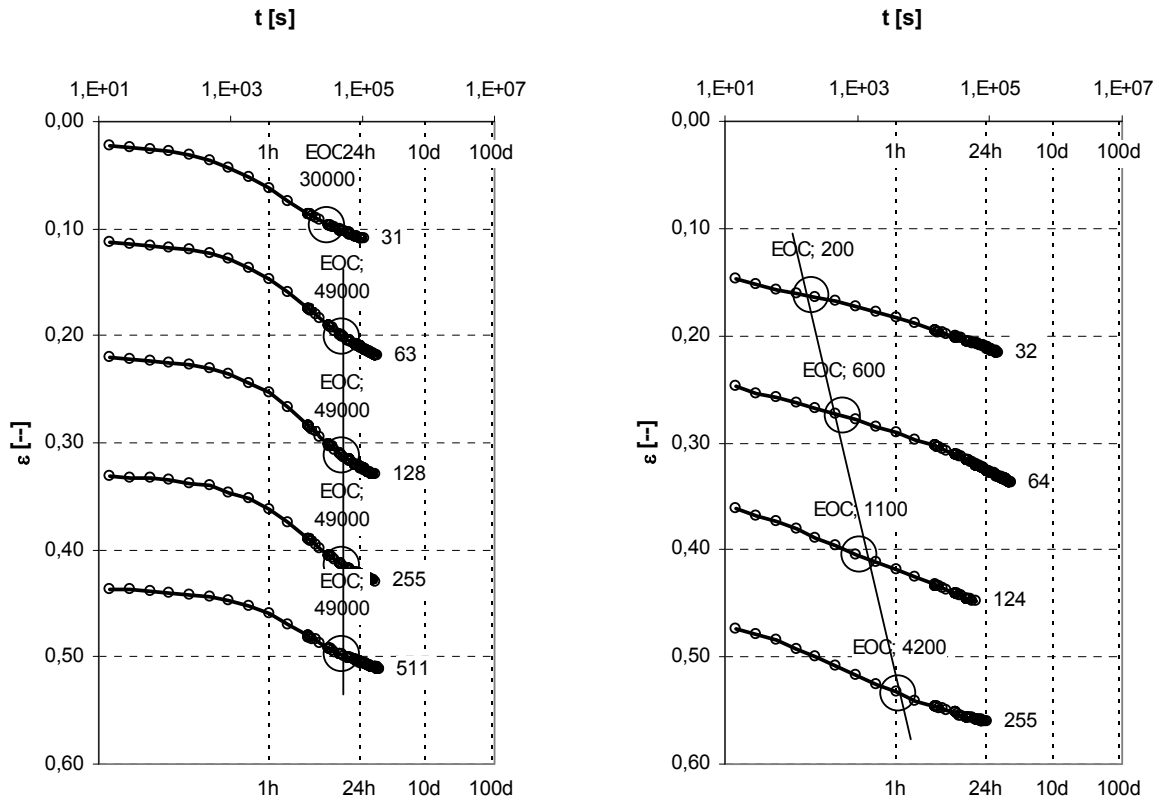 t [s]
1,E+01 1,E+03 1,E+05 1,E+07
0,00
0,10
0,20
0,30
0,40
0,50
0,60
ε [--]
1h EOC 24h 10d 100d
30000
31
EOC;
49000
63
EOC;
49000
128
EOC;
49000
255
EOC;
49000
511
1h 24h 10d 100d
t [s]
1,E+01 1,E+03 1,E+05 1,E+07
0,00
0,10
0,20
0,30
0,40
0,50
0,60
ε [--]
1h 24h 10d 100d
EOC; 200
32
EOC; 600
64
EOC; 1100
124
EOC; 4200
255
1h 24h 10d 100d